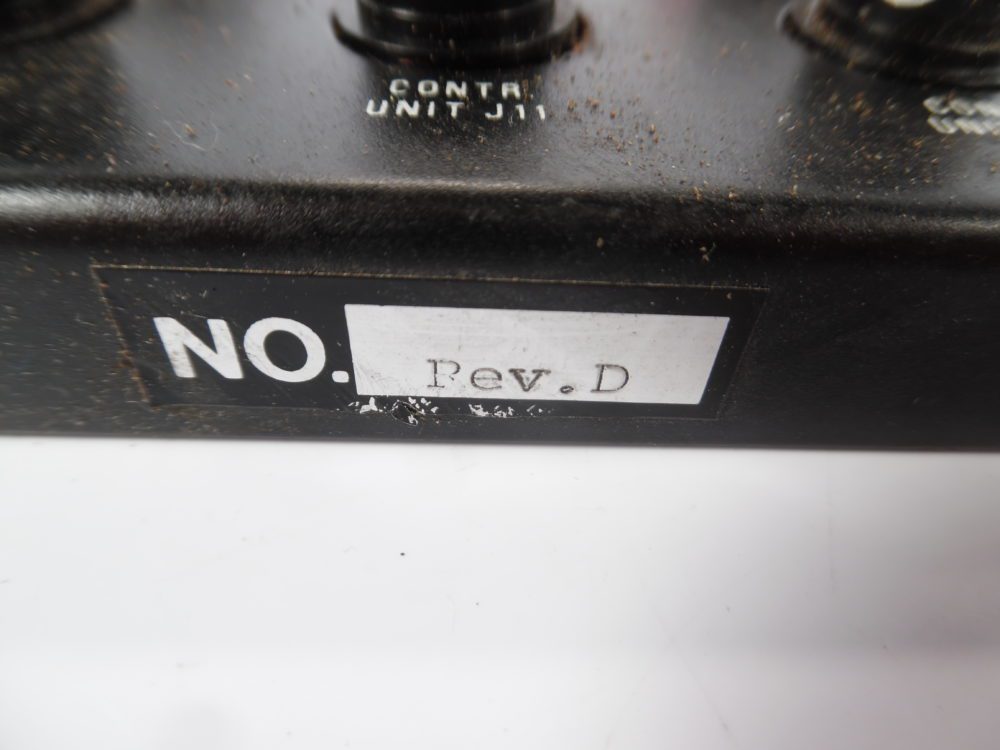 CONTR
UNIT J11
NO. Rev.D